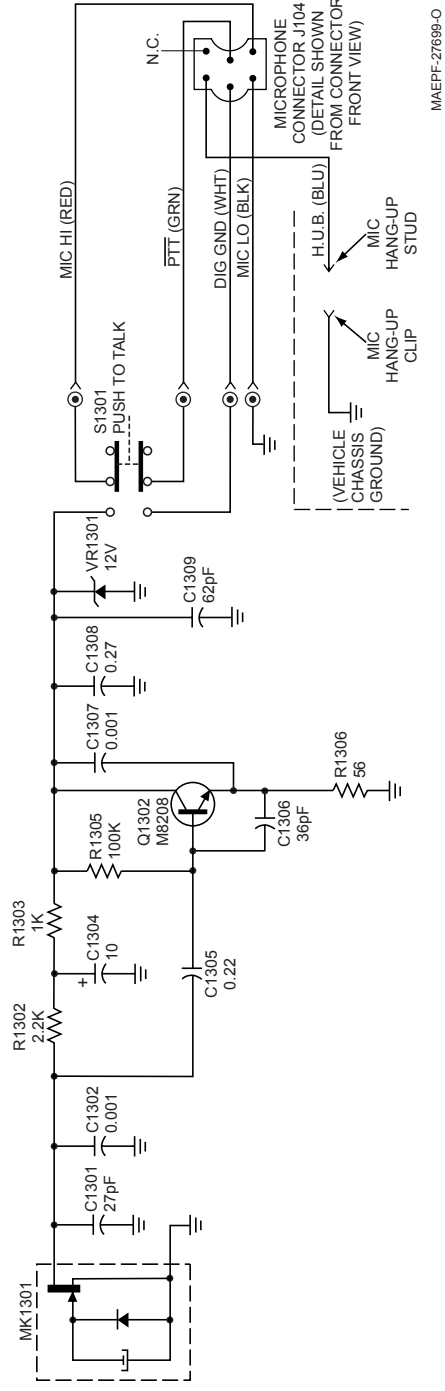 MK1301
C1301
27pF
C1302
0.001
R1302
2.2K
+
C1304
10
R1303
1K
C1305
0.22
R1305
100K
Q1302
M8208
C1306
36pF
R1306
56
C1307
0.001
C1308
0.27
C1309
62pF
VR1301
12V
S1301
PUSH TO TALK
MIC HI (RED)
PTT (GRN)
DIG GND (WHT)
MIC LO (BLK)
H.U.B. (BLU)
N.C.
MICROPHONE
CONNECTOR J104
(DETAIL SHOWN
FROM CONNECTOR
FRONT VIEW)
(VEHICLE
CHASSIS
GROUND)
MIC
HANG-UP
CLIP
MIC
HANG-UP
STUD
MAEPF-27699-O